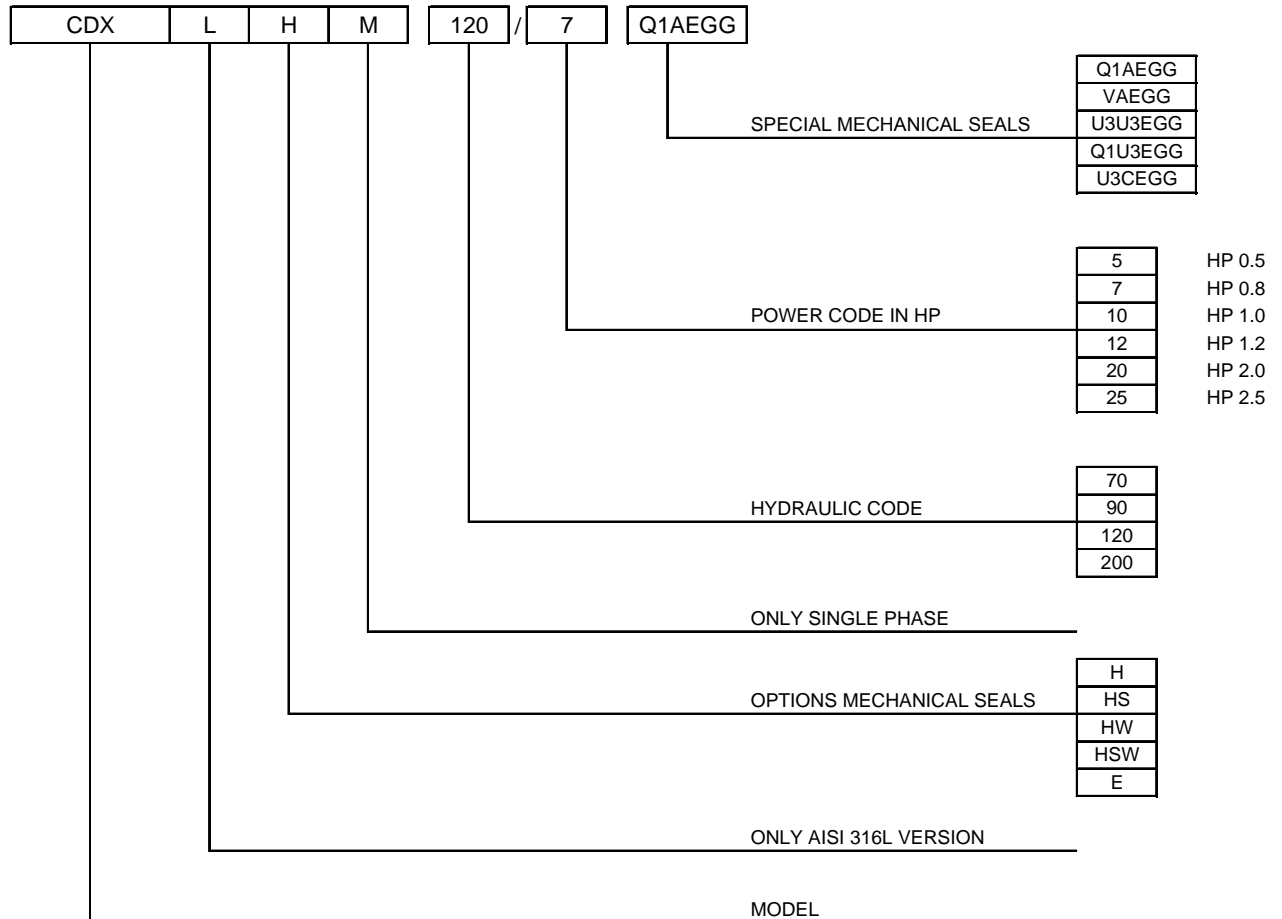 CDX L H M 120 / 7 Q1AEGG
Q1AEGG
VAEGG
SPECIAL MECHANICAL SEALS U3U3EGG
Q1U3EGG
U3CEGG
5 HP 0.5
7 HP 0.8
POWER CODE IN HP 10 HP 1.0
12 HP 1.2
20 HP 2.0
25 HP 2.5
70
HYDRAULIC CODE 90
120
200
ONLY SINGLE PHASE
H
OPTIONS MECHANICAL SEALS HS
HW
HSW
E
ONLY AISI 316L VERSION
MODEL